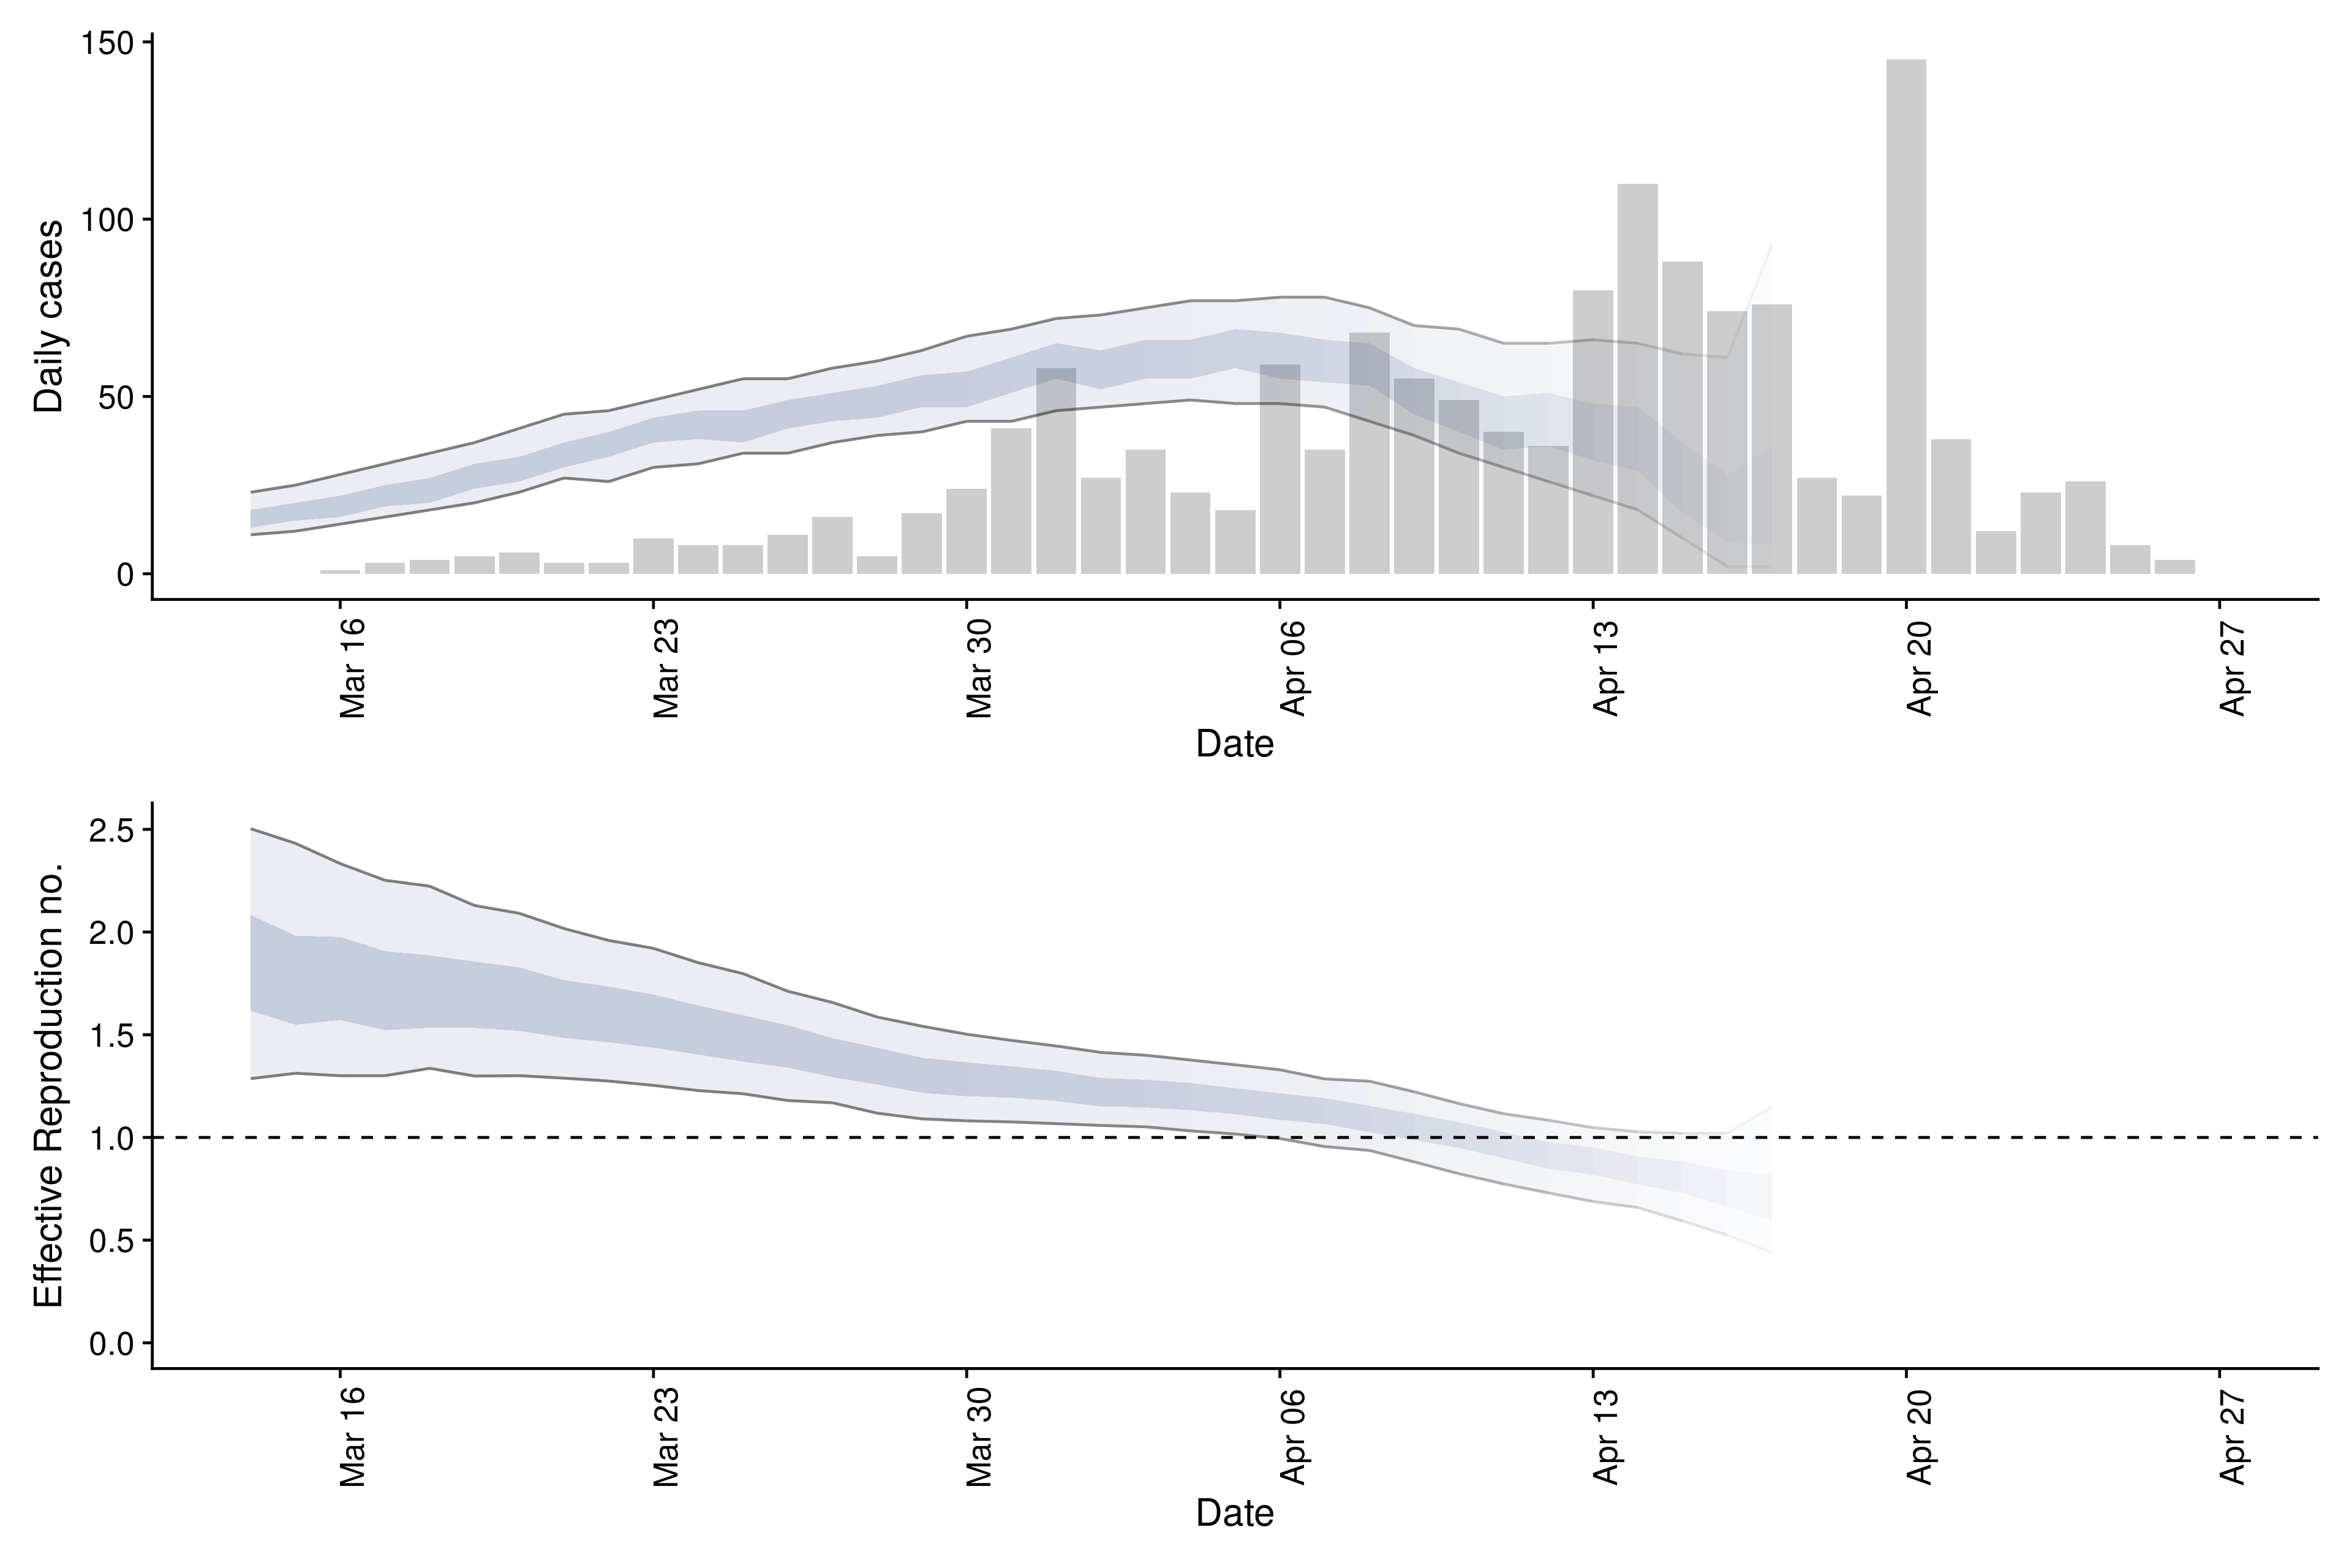 Daily cases
150
100
50
0
Mar 16
Mar 23
Mar 30
Apr 06
Apr 13
Apr 20
Apr 27
Date
Effective Reproduction no.
2.5
2.0
1.5
1.0
0.5
0.0
Mar 16
Mar 23
Mar 30
Apr 06
Apr 13
Apr 20
Apr 27
Date